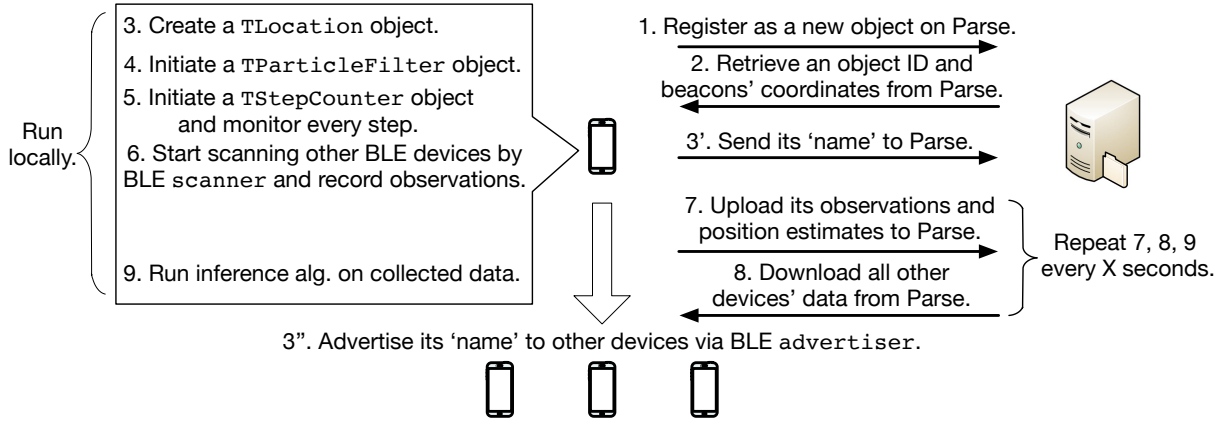 Run
locally.
3. Create a TLocation object.
4. Initiate a TParticleFilter object.
5. Initiate a TStepCounter object
and monitor every step.
6. Start scanning other BLE devices by
BLE scanner and record observations.
9. Run inference alg. on collected data.
1. Register as a new object on Parse.
2. Retrieve an object ID and
beacons’ coordinates from Parse.
3'. Send its ‘name’ to Parse.
7. Upload its observations and
position estimates to Parse.
8. Download all other
devices’ data from Parse.
Repeat 7, 8, 9
every X seconds.
3”. Advertise its ‘name’ to other devices via BLE advertiser.